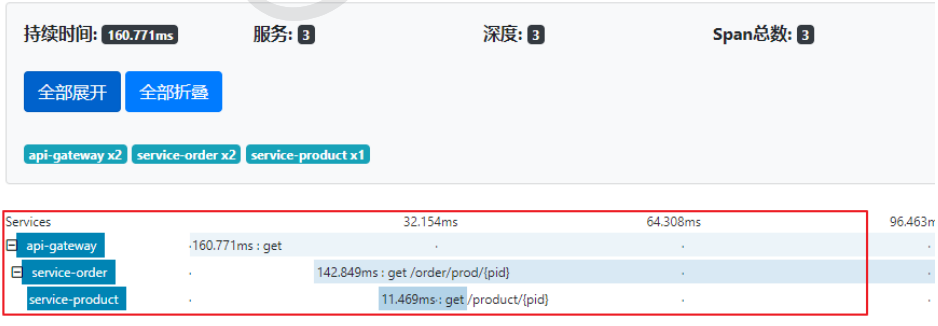 持续时间: 160.771ms 服务: 3 深度: 3 Span总数: 3
全部展开 全部折叠
api-gateway x2 service-order x2 service-product x1
Services 32.154ms 64.308ms 96.463m
api-gateway 160.771ms : get
service-order 142.849ms : get /order/prod/{pid}
service-product 11.469ms : get /product/{pid}